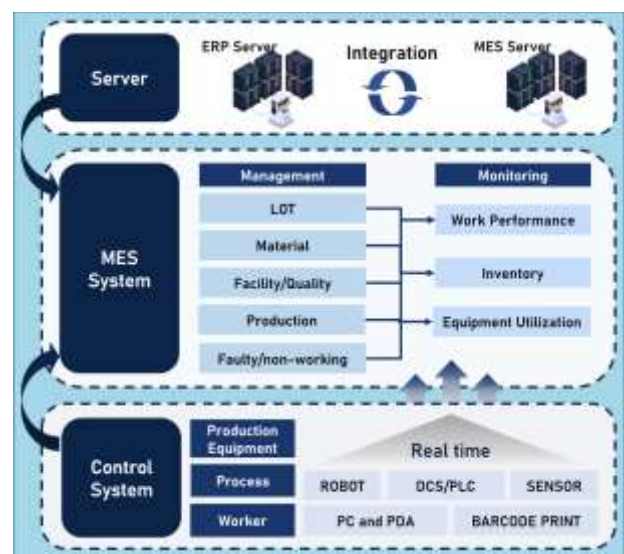 Server
ERP Server
Integration
MES Server
MES
System
Management
LOT
Material
Facility/Quality
Production
Faulty/non-working
Monitoring
Work Performance
Inventory
Equipment Utilization
Control
System
Production
Equipment
Process
Worker
Real time
ROBOT
DCS/PLC
SENSOR
PC and PDA
BARCODE PRINT